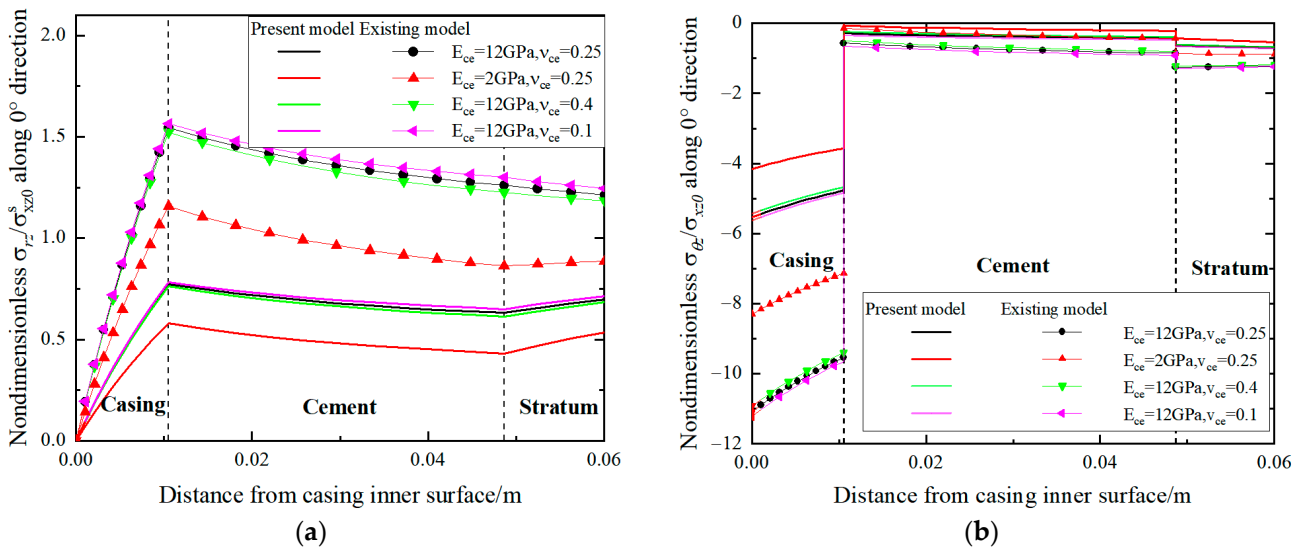 Nondimensionless σrz/σˢxz0 along 0° direction
2.0
1.5
1.0
0.5
0.0
Present model Existing model
Ece=12GPa,νce=0.25
Ece=2GPa,νce=0.25
Ece=12GPa,νce=0.4
Ece=12GPa,νce=0.1
Casing
Cement
Stratum
0.00
0.02
0.04
0.06
Distance from casing inner surface/m
(a)
Nondimensionless σθz/σxz0 along 0° direction
0
−2
−4
−6
−8
−10
−12
Casing
Cement
Stratum
Present model Existing model
Ece=12GPa,vce=0.25
Ece=2GPa,vce=0.25
Ece=12GPa,vce=0.4
Ece=12GPa,vce=0.1
0.00
0.02
0.04
0.06
Distance from casing inner surface/m
(b)